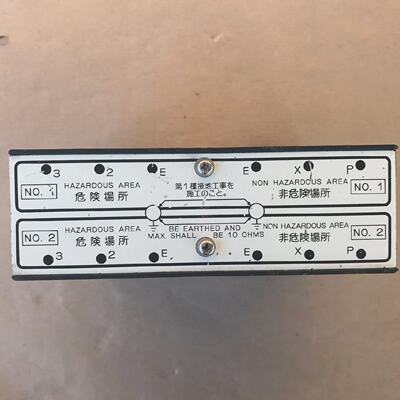 3 2 E E X P
NO. 1 HAZARDOUS AREA 第1種接地工事を NON HAZARDOUS AREA NO. 1
危険場所 施工のこと。 非危険場所
NO. 2 HAZARDOUS AREA BE EARTHED AND NON HAZARDOUS AREA NO. 2
危険場所 MAX. SHALL BE 10 OHMS 非危険場所
3 2 E E X P